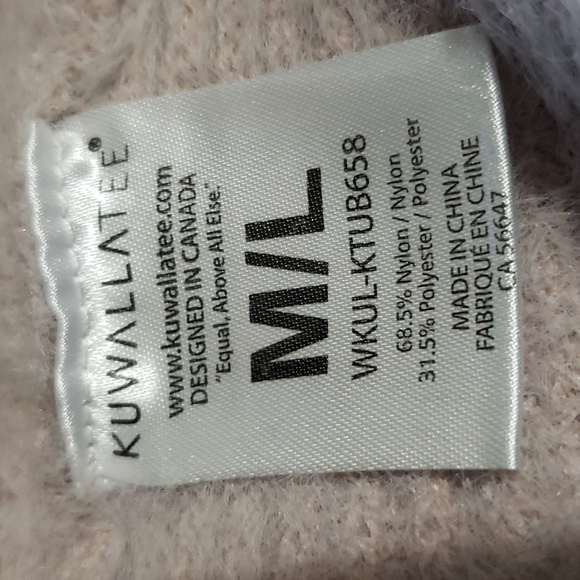 KUWALLATEE®
www.kuwallatee.com
DESIGNED IN CANADA
"Equal, Above All Else."
M/L
WKUL-KTUB658
68.5% Nylon / Nylon
31.5% Polyester / Polyester
MADE IN CHINA
FABRIQUÉ EN CHINE
CA 56647